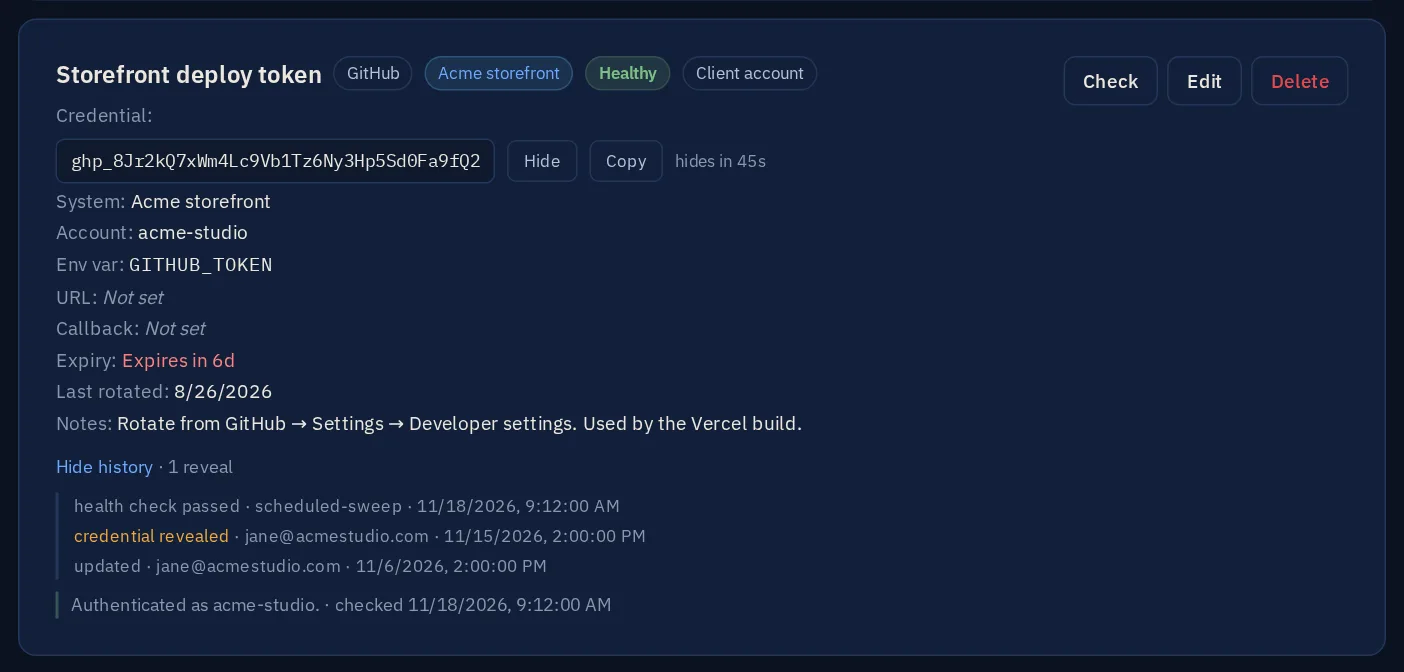 Storefront deploy token GitHub Acme storefront Healthy Client account Check Edit Delete
Credential:
ghp_8Jr2kQ7xWm4Lc9Vb1Tz6Ny3Hp5Sd0Fa9fQ2 Hide Copy hides in 45s
System: Acme storefront
Account: acme-studio
Env var: GITHUB_TOKEN
URL: Not set
Callback: Not set
Expiry: Expires in 6d
Last rotated: 8/26/2026
Notes: Rotate from GitHub → Settings → Developer settings. Used by the Vercel build.
Hide history · 1 reveal
health check passed · scheduled-sweep · 11/18/2026, 9:12:00 AM
credential revealed · jane@acmestudio.com · 11/15/2026, 2:00:00 PM
updated · jane@acmestudio.com · 11/6/2026, 2:00:00 PM
Authenticated as acme-studio. · checked 11/18/2026, 9:12:00 AM